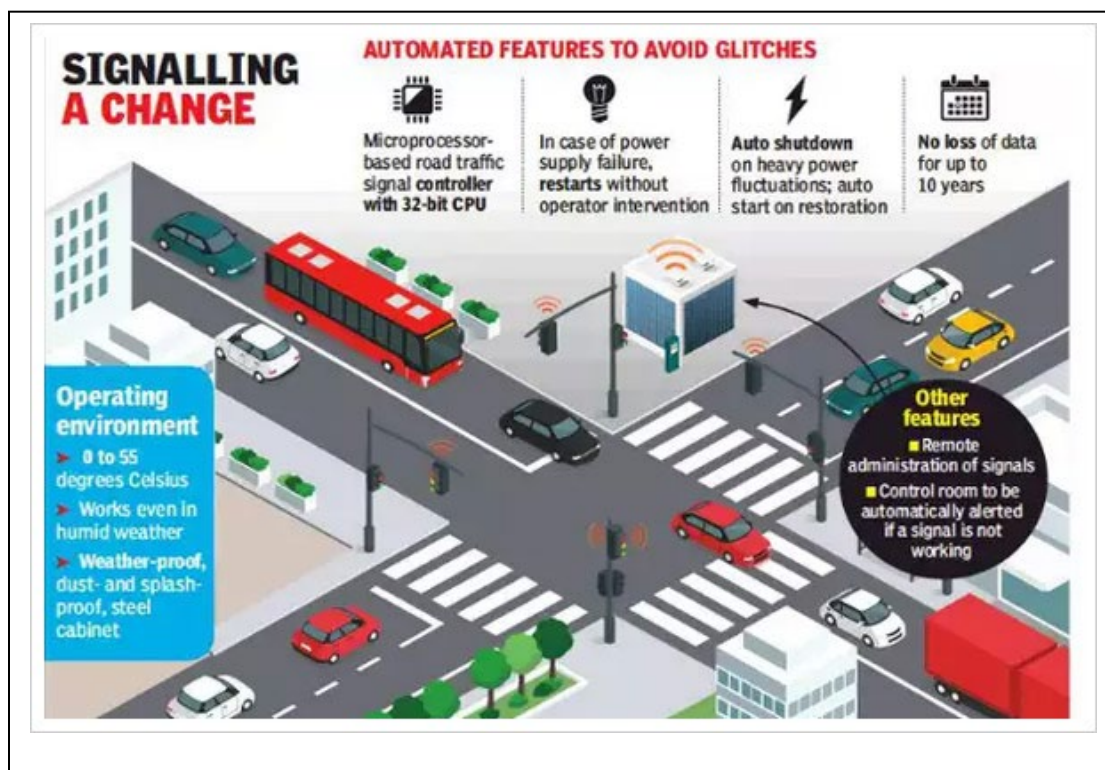 SIGNALLING
A CHANGE
AUTOMATED FEATURES TO AVOID GLITCHES
Microprocessor-
based road traffic
signal controller
with 32-bit CPU
In case of power
supply failure,
restarts without
operator intervention
Auto shutdown
on heavy power
fluctuations; auto
start on restoration
No loss of data
for up to
10 years
Operating
environment
➤ 0 to 55
degrees Celsius
➤ Works even in
humid weather
➤ Weather-proof,
dust- and splash-
proof, steel
cabinet
Other
features
■ Remote
administration of signals
■ Control room to be
automatically alerted
if a signal is not
working